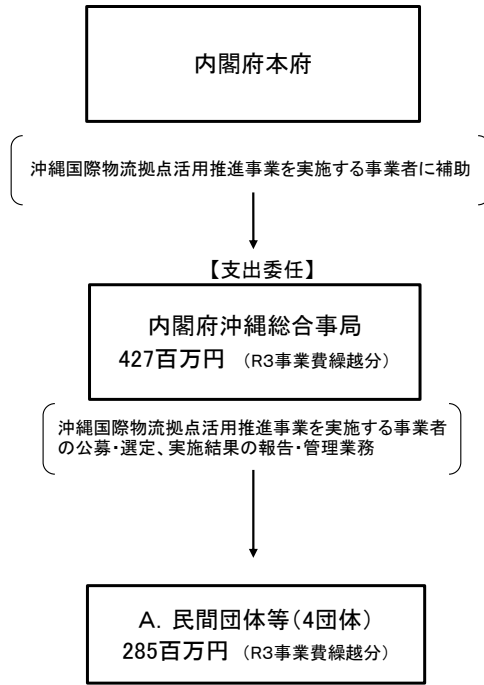 内閣府本府
沖縄国際物流拠点活用推進事業を実施する事業者に補助
【支出委任】
内閣府沖縄総合事局
427百万円 （R3事業費繰越分）
沖縄国際物流拠点活用推進事業を実施する事業者
の公募・選定、実施結果の報告・管理業務
A．民間団体等（4団体）
285百万円 （R3事業費繰越分）